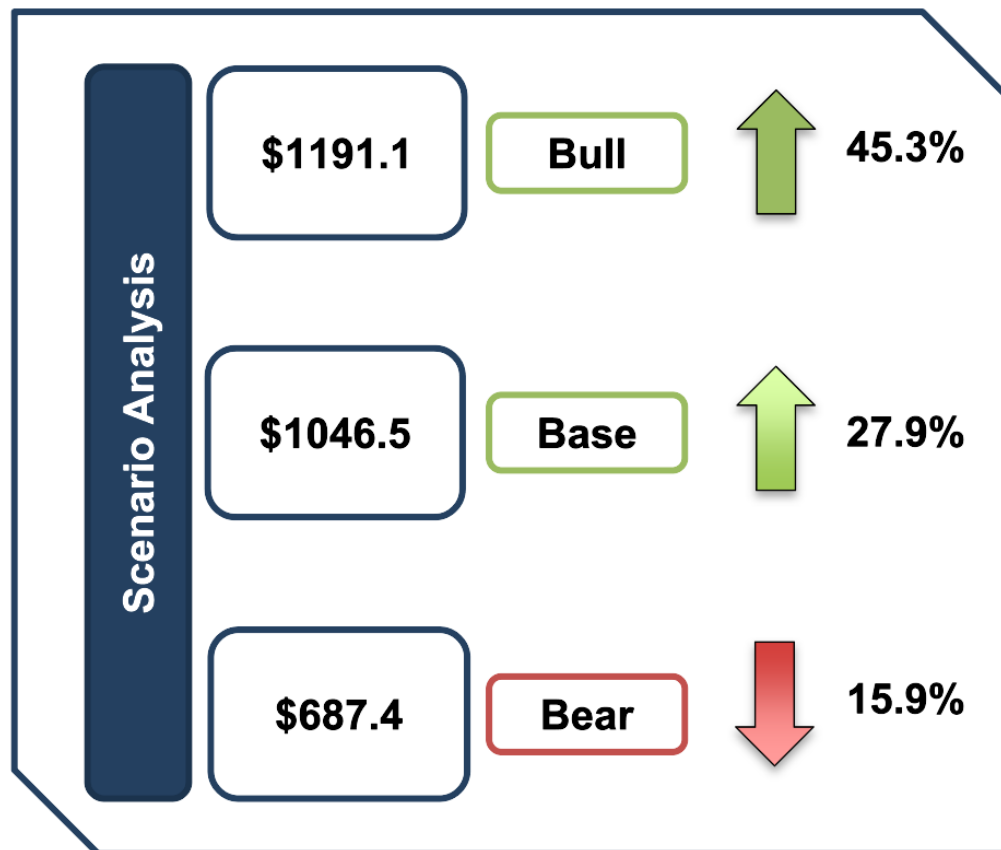 Scenario Analysis
$1191.1
Bull
45.3%
$1046.5
Base
27.9%
$687.4
Bear
15.9%